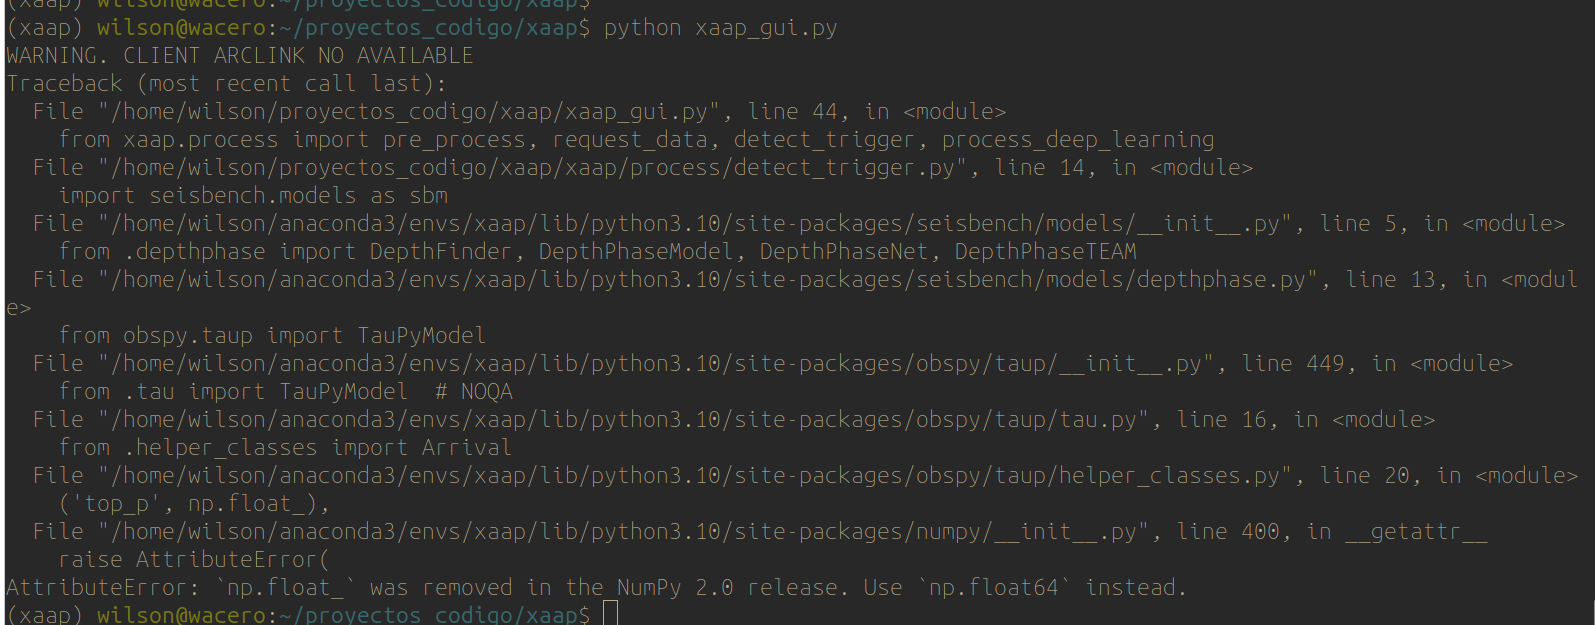 (xaap) wilson@wacero:~/proyectos_codigo/xaap$
(xaap) wilson@wacero:~/proyectos_codigo/xaap$ python xaap_gui.py
WARNING. CLIENT ARCLINK NO AVAILABLE
Traceback (most recent call last):
  File "/home/wilson/proyectos_codigo/xaap/xaap_gui.py", line 44, in <module>
    from xaap.process import pre_process, request_data, detect_trigger, process_deep_learning
  File "/home/wilson/proyectos_codigo/xaap/xaap/process/detect_trigger.py", line 14, in <module>
    import seisbench.models as sbm
  File "/home/wilson/anaconda3/envs/xaap/lib/python3.10/site-packages/seisbench/models/__init__.py", line 5, in <module>
    from .depthphase import DepthFinder, DepthPhaseModel, DepthPhaseNet, DepthPhaseTEAM
  File "/home/wilson/anaconda3/envs/xaap/lib/python3.10/site-packages/seisbench/models/depthphase.py", line 13, in <modul
e>
    from obspy.taup import TauPyModel
  File "/home/wilson/anaconda3/envs/xaap/lib/python3.10/site-packages/obspy/taup/__init__.py", line 449, in <module>
    from .tau import TauPyModel  # NOQA
  File "/home/wilson/anaconda3/envs/xaap/lib/python3.10/site-packages/obspy/taup/tau.py", line 16, in <module>
    from .helper_classes import Arrival
  File "/home/wilson/anaconda3/envs/xaap/lib/python3.10/site-packages/obspy/taup/helper_classes.py", line 20, in <module>
    ('top_p', np.float_),
  File "/home/wilson/anaconda3/envs/xaap/lib/python3.10/site-packages/numpy/__init__.py", line 400, in __getattr__
    raise AttributeError(
AttributeError: `np.float_` was removed in the NumPy 2.0 release. Use `np.float64` instead.
(xaap) wilson@wacero:~/proyectos_codigo/xaap$